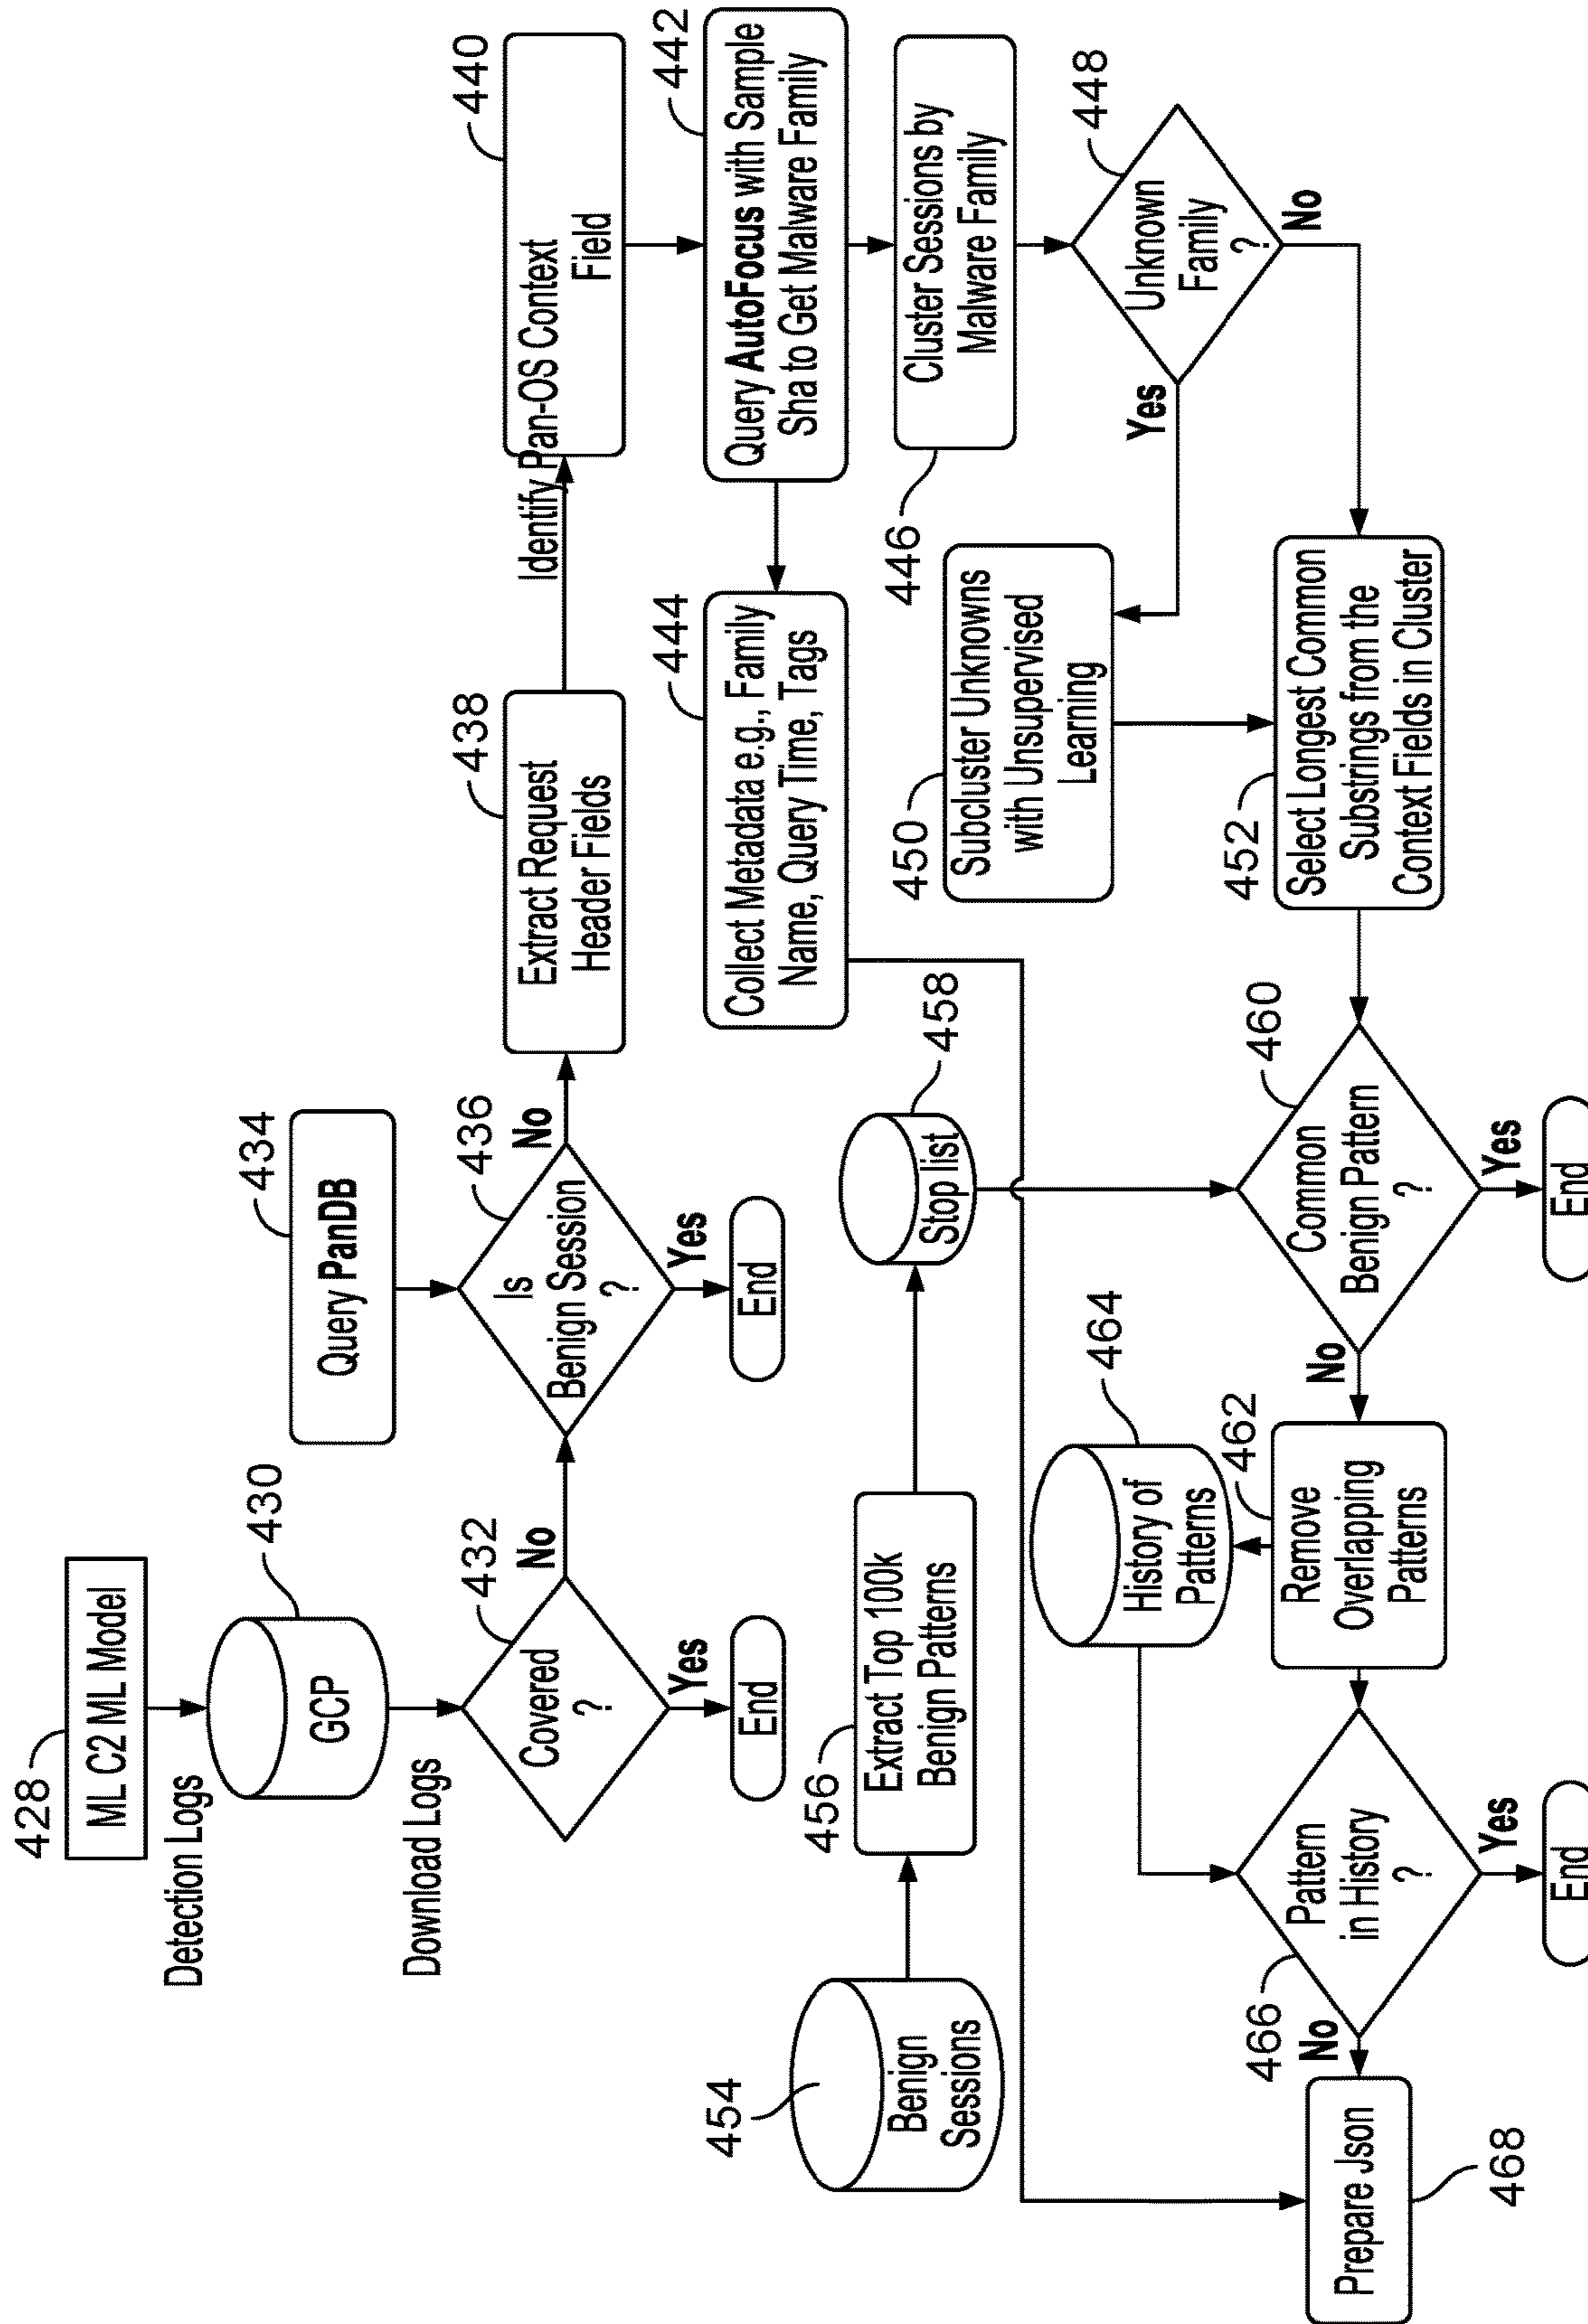 428
ML C2 ML Model
Detection Logs
430
GCP
Download Logs
432
Covered
?
No
Yes
End
434
Query PanDB
436
Is
Benign Session
?
No
Yes
End
438
Extract Request
Header Fields
440
Identify Pan-OS Context
Field
442
Query AutoFocus with Sample
Sha to Get Malware Family
444
Collect Metadata e.g., Family
Name, Query Time, Tags
446
Cluster Sessions by
Malware Family
448
Unknown
Family
?
Yes
No
450
Subcluster Unknowns
with Unsupervised
Learning
452
Select Longest Common
Substrings from the
Context Fields in Cluster
454
Benign
Sessions
456
Extract Top 100k
Benign Patterns
458
Stop list
460
Common
Benign Pattern
?
Yes
End
No
462
Remove
Overlapping
Patterns
464
History of
Patterns
466
Pattern
in History
?
Yes
End
No
468
Prepare Json